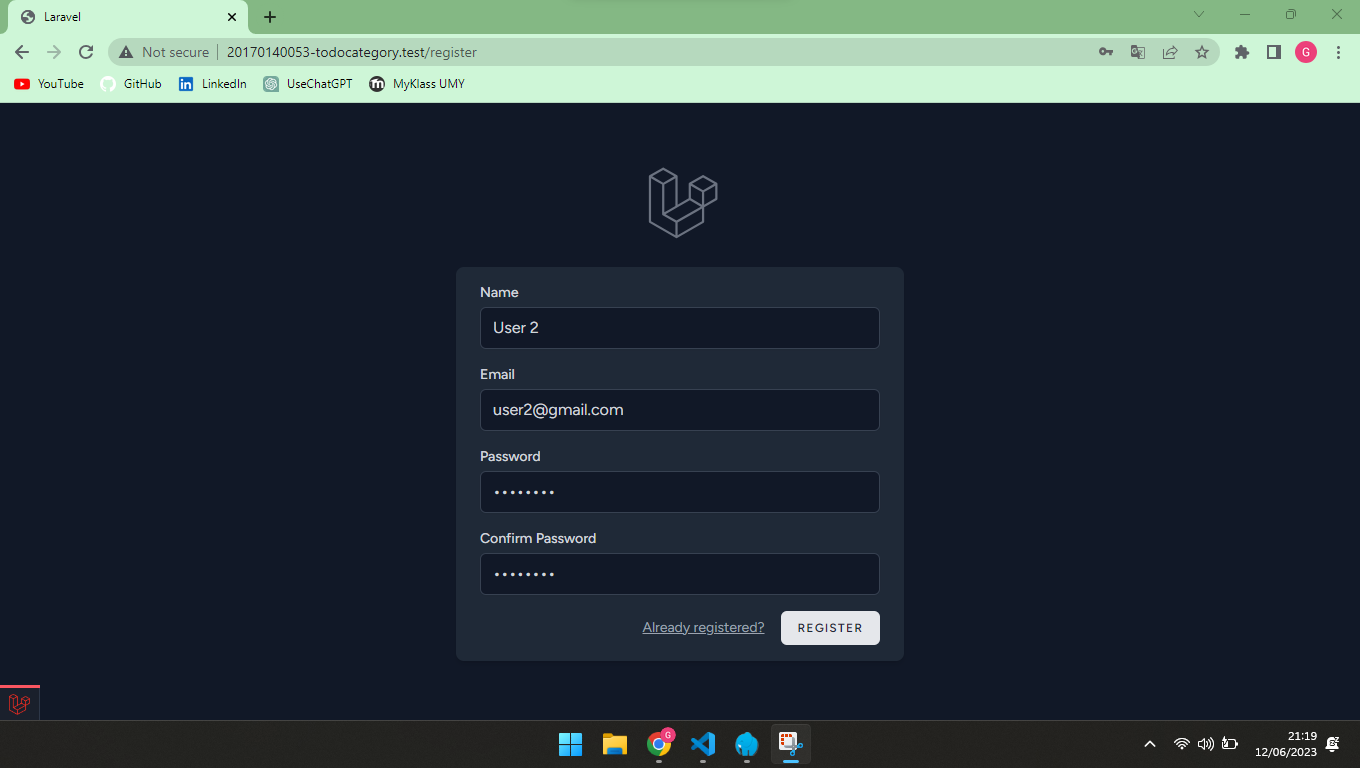 Laravel
Not secure 20170140053-todocategory.test/register
G
YouTube GitHub LinkedIn UseChatGPT MyKlass UMY
Name
User 2
Email
user2@gmail.com
Password
••••••••
Confirm Password
••••••••
Already registered? REGISTER
G
21:19
12/06/2023